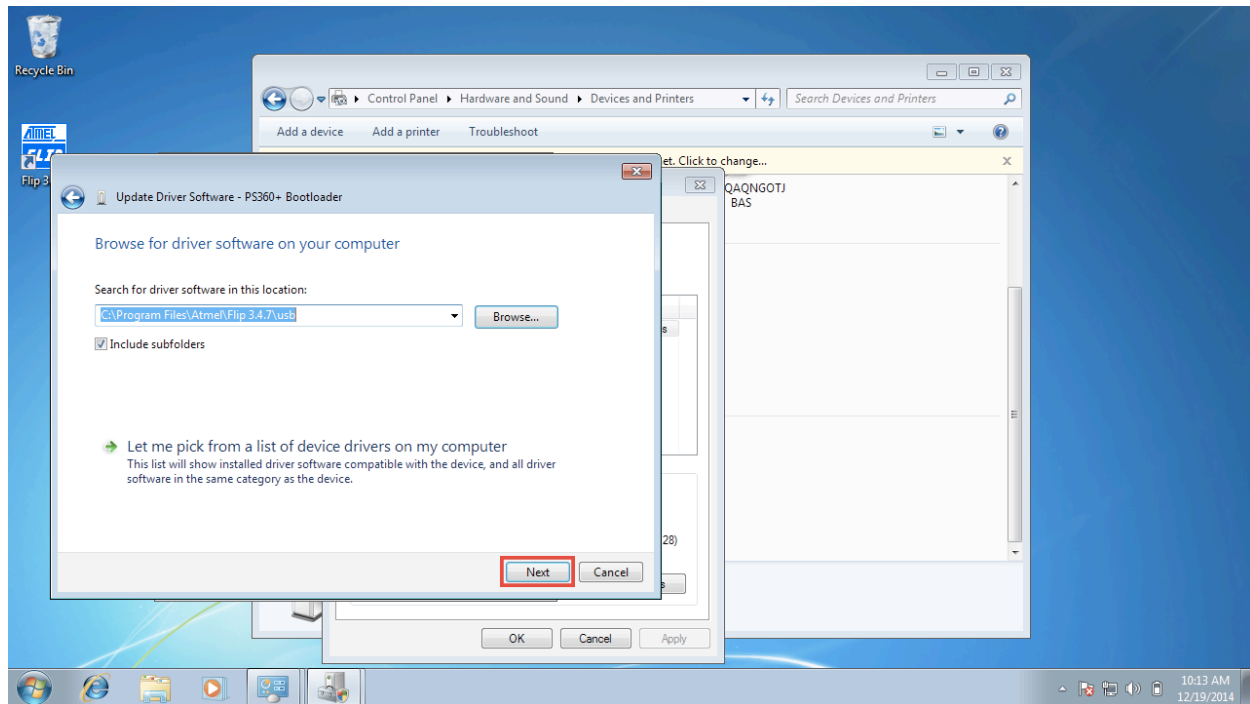 Recycle Bin
Control Panel Hardware and Sound Devices and Printers
Search Devices and Printers
Add a device Add a printer Troubleshoot
ATMEL
FLIP
Flip 3
et. Click to change...
QAQNGOTJ
BAS
Update Driver Software - PS360+ Bootloader
Browse for driver software on your computer
Search for driver software in this location:
C:\Program Files\Atmel\Flip 3.4.7\usb
Browse...
s
Include subfolders
Let me pick from a list of device drivers on my computer
This list will show installed driver software compatible with the device, and all driver
software in the same category as the device.
28)
Next Cancel
s
OK Cancel Apply
10:13 AM
12/19/2014